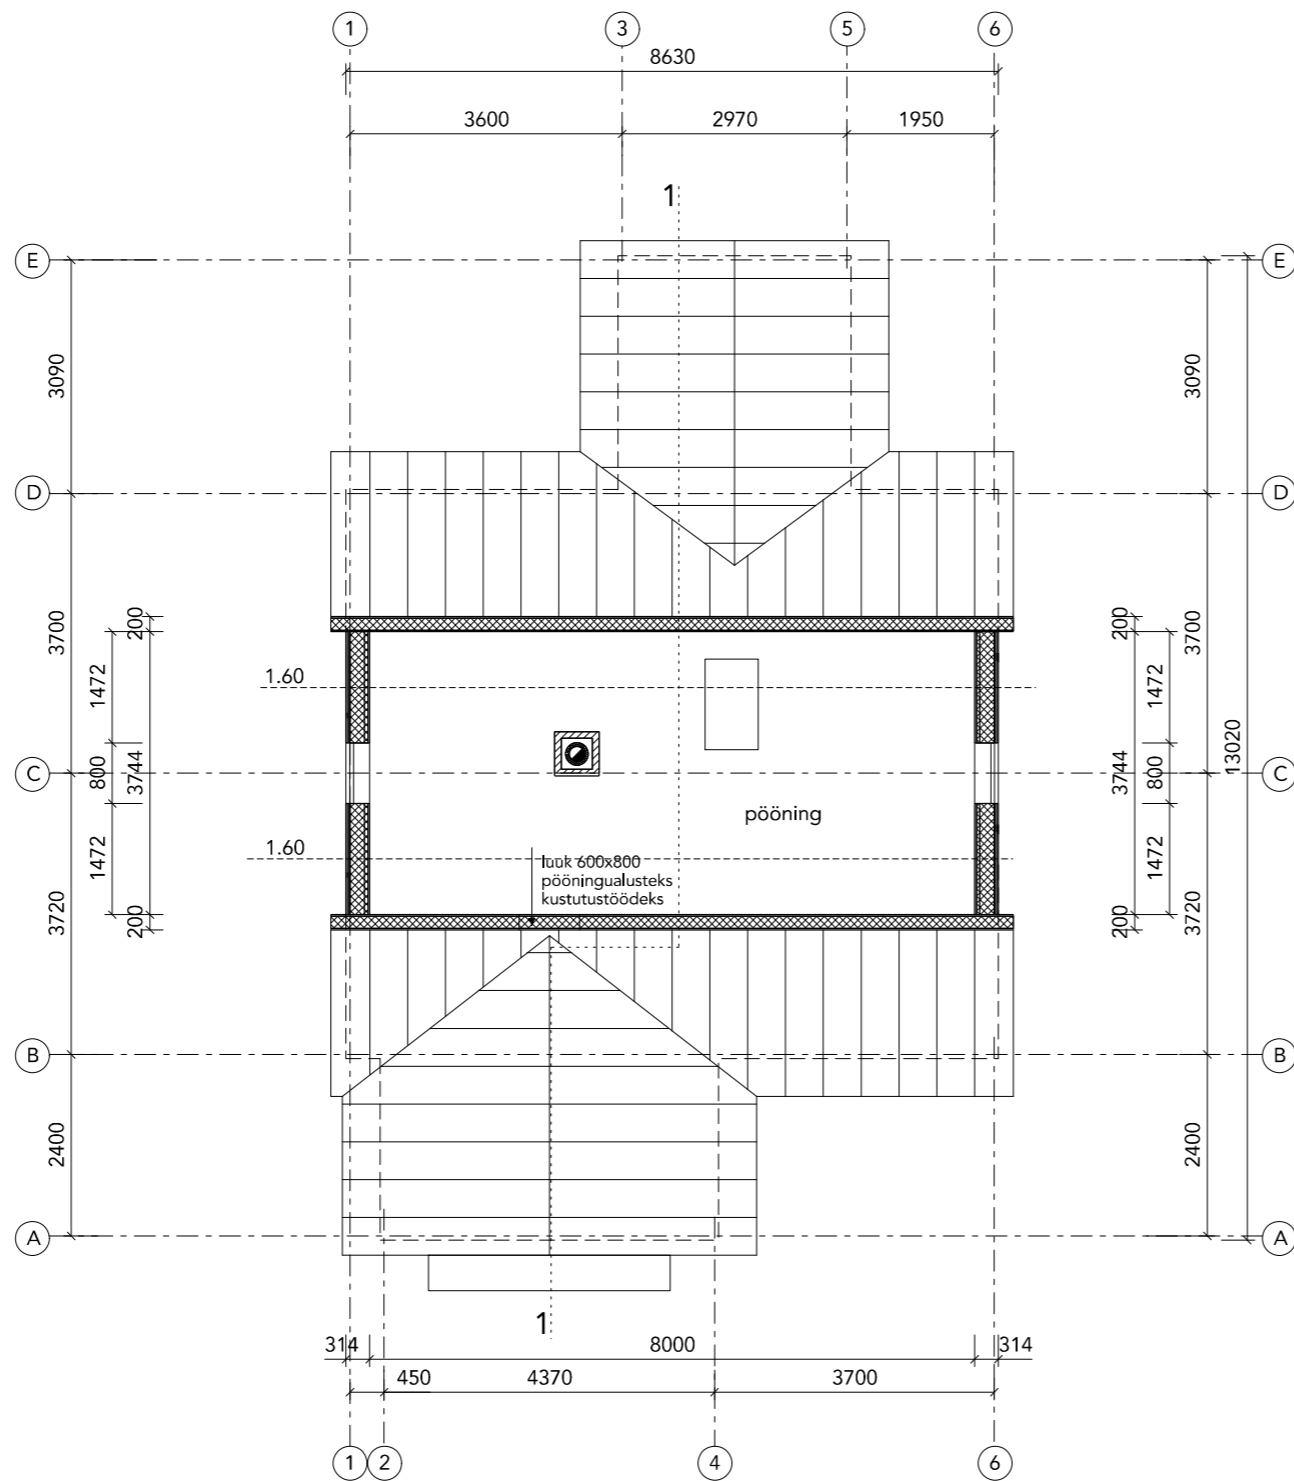 1 3 5 6
8630
3600 2970 1950
1
E E
3090 3090
D D
3700 200 200 3700
1472 1472
1.60
13020
C 800 3744 3744 800 C
pööning
1.60
1472 1472
luuk 600x800
pööningualusteks
kustutustöödeks
3720 200 200 3720
B B
2400 2400
A A
1
314 8000 314
450 4370 3700
1 2 4 6